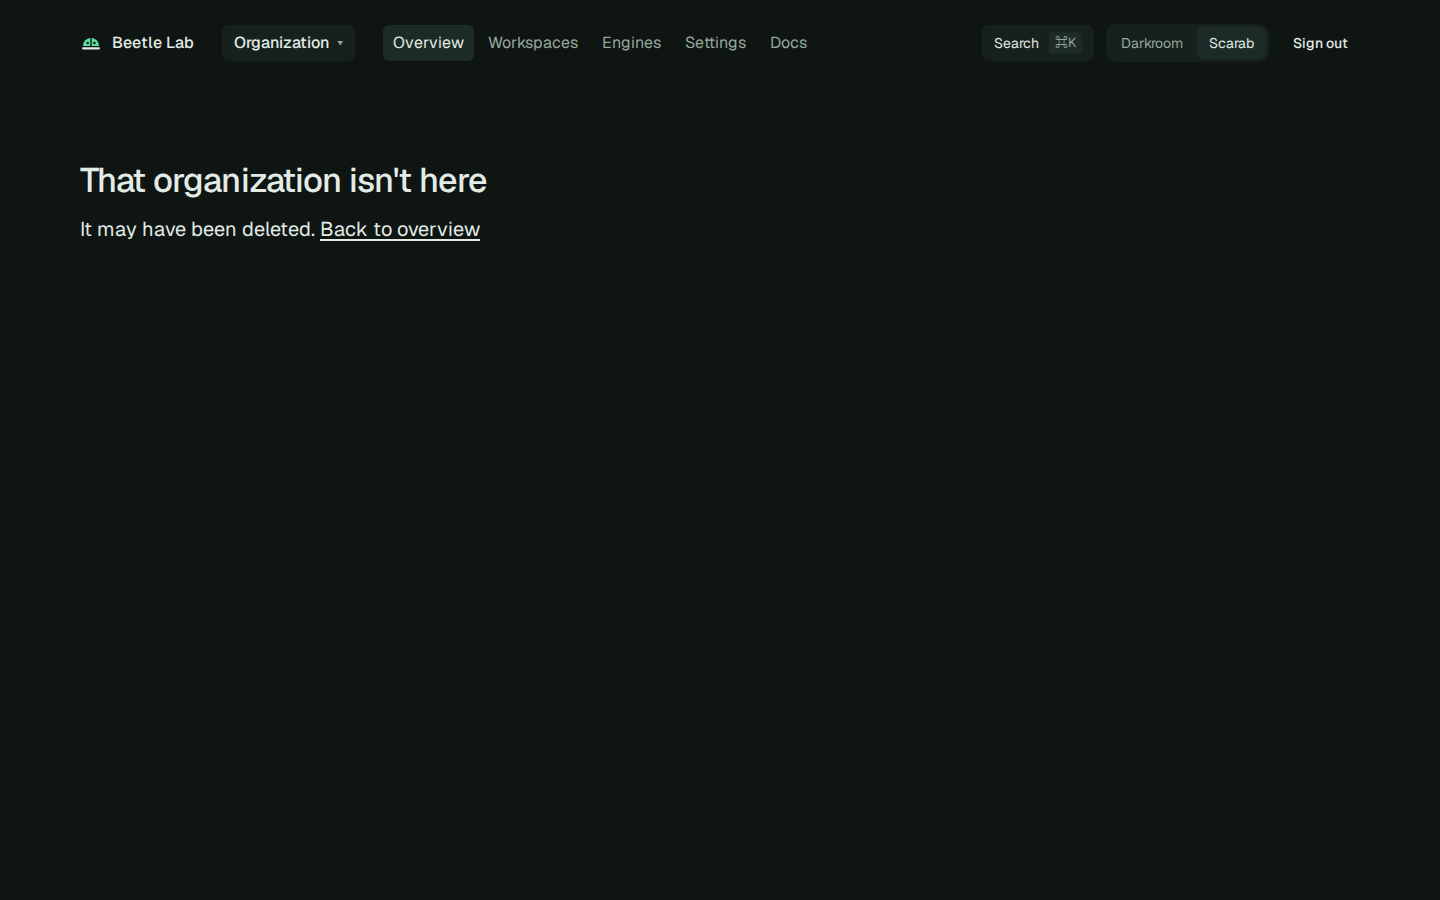 Beetle Lab Organization ▾ Overview Workspaces Engines Settings Docs Search ⌘K Darkroom Scarab Sign out
That organization isn't here
It may have been deleted. Back to overview